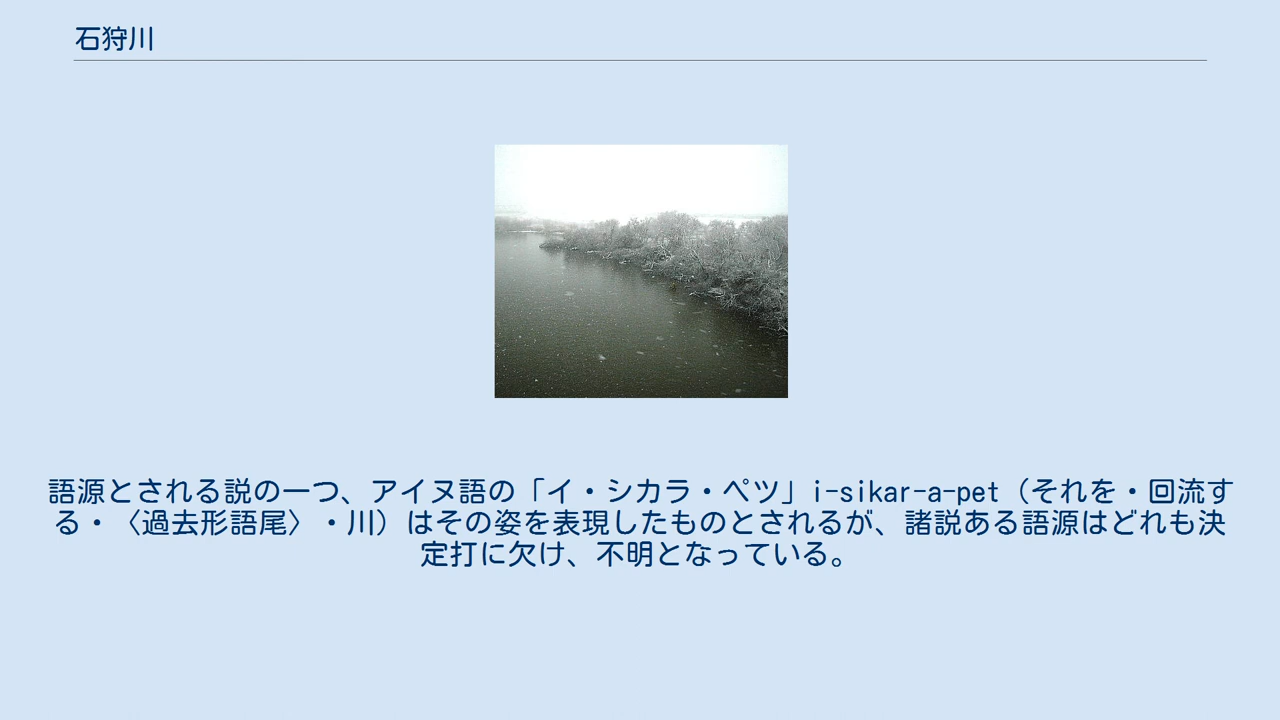 石狩川
語源とされる説の一つ、アイヌ語の「イ・シカラ・ペツ」i-sikar-a-pet（それを・回流す
る・〈過去形語尾〉・川）はその姿を表現したものとされるが、諸説ある語源はどれも決
定打に欠け、不明となっている。